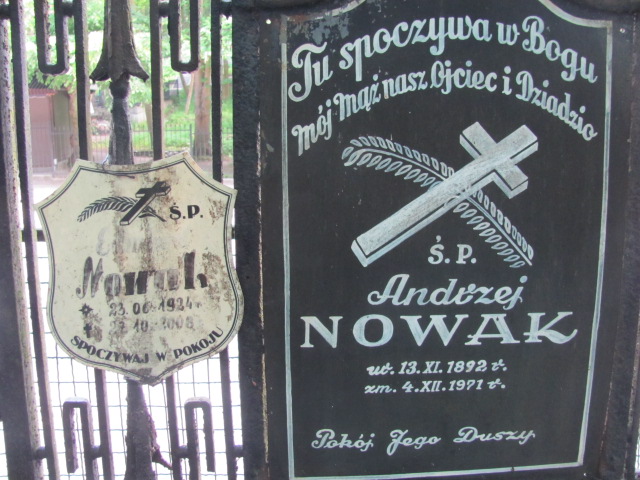 Ś.P.
Nowak
SPOCZYWAJ W POKOJU
Tu spoczywa w Bogu
mój Mąż nasz Ojciec i Dziadzio
Ś.P.
Andrzej
NOWAK
ur. 13.XI.1892 r.
zm. 4.XII.1971 r.
Pokój Jego Duszy